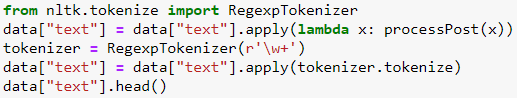 from nltk.tokenize import RegexpTokenizer
data["text"] = data["text"].apply(lambda x: processPost(x))
tokenizer = RegexpTokenizer(r'\w+')
data["text"] = data["text"].apply(tokenizer.tokenize)
data["text"].head()